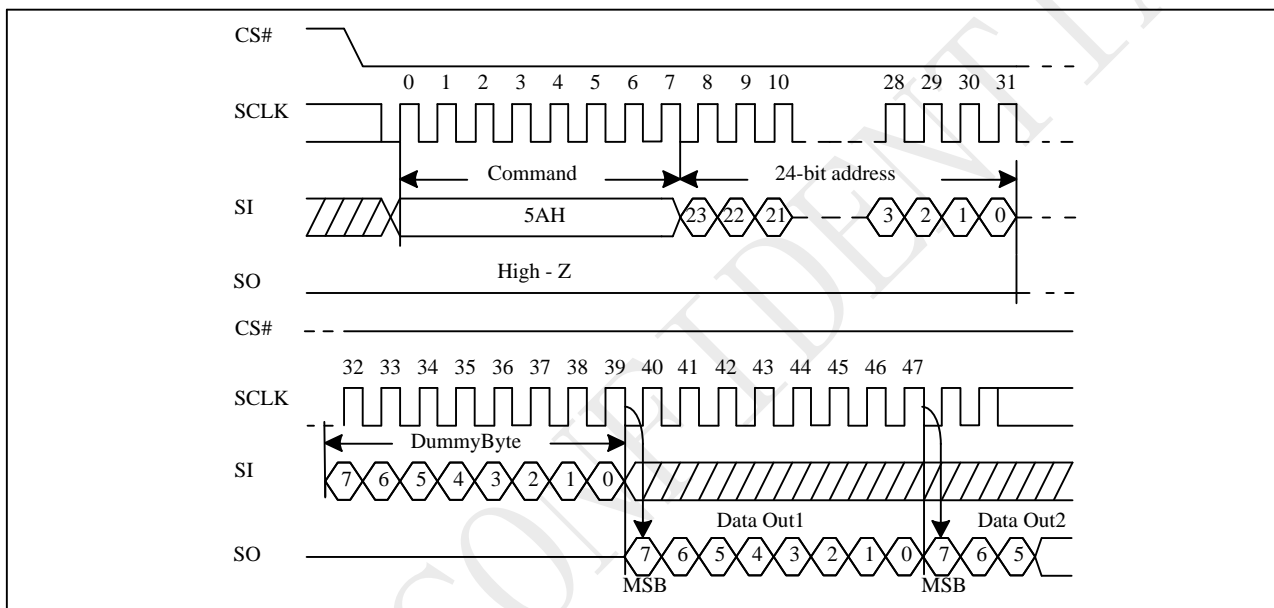 CS#
0 1 2 3 4 5 6 7 8 9 10 28 29 30 31
SCLK
Command 24-bit address
SI 5AH 23 22 21 3 2 1 0
High - Z
SO
CS#
32 33 34 35 36 37 38 39 40 41 42 43 44 45 46 47
SCLK
DummyByte
SI 7 6 5 4 3 2 1 0
Data Out1 Data Out2
SO 7 6 5 4 3 2 1 0 7 6 5
MSB MSB
CONFIDENTIA